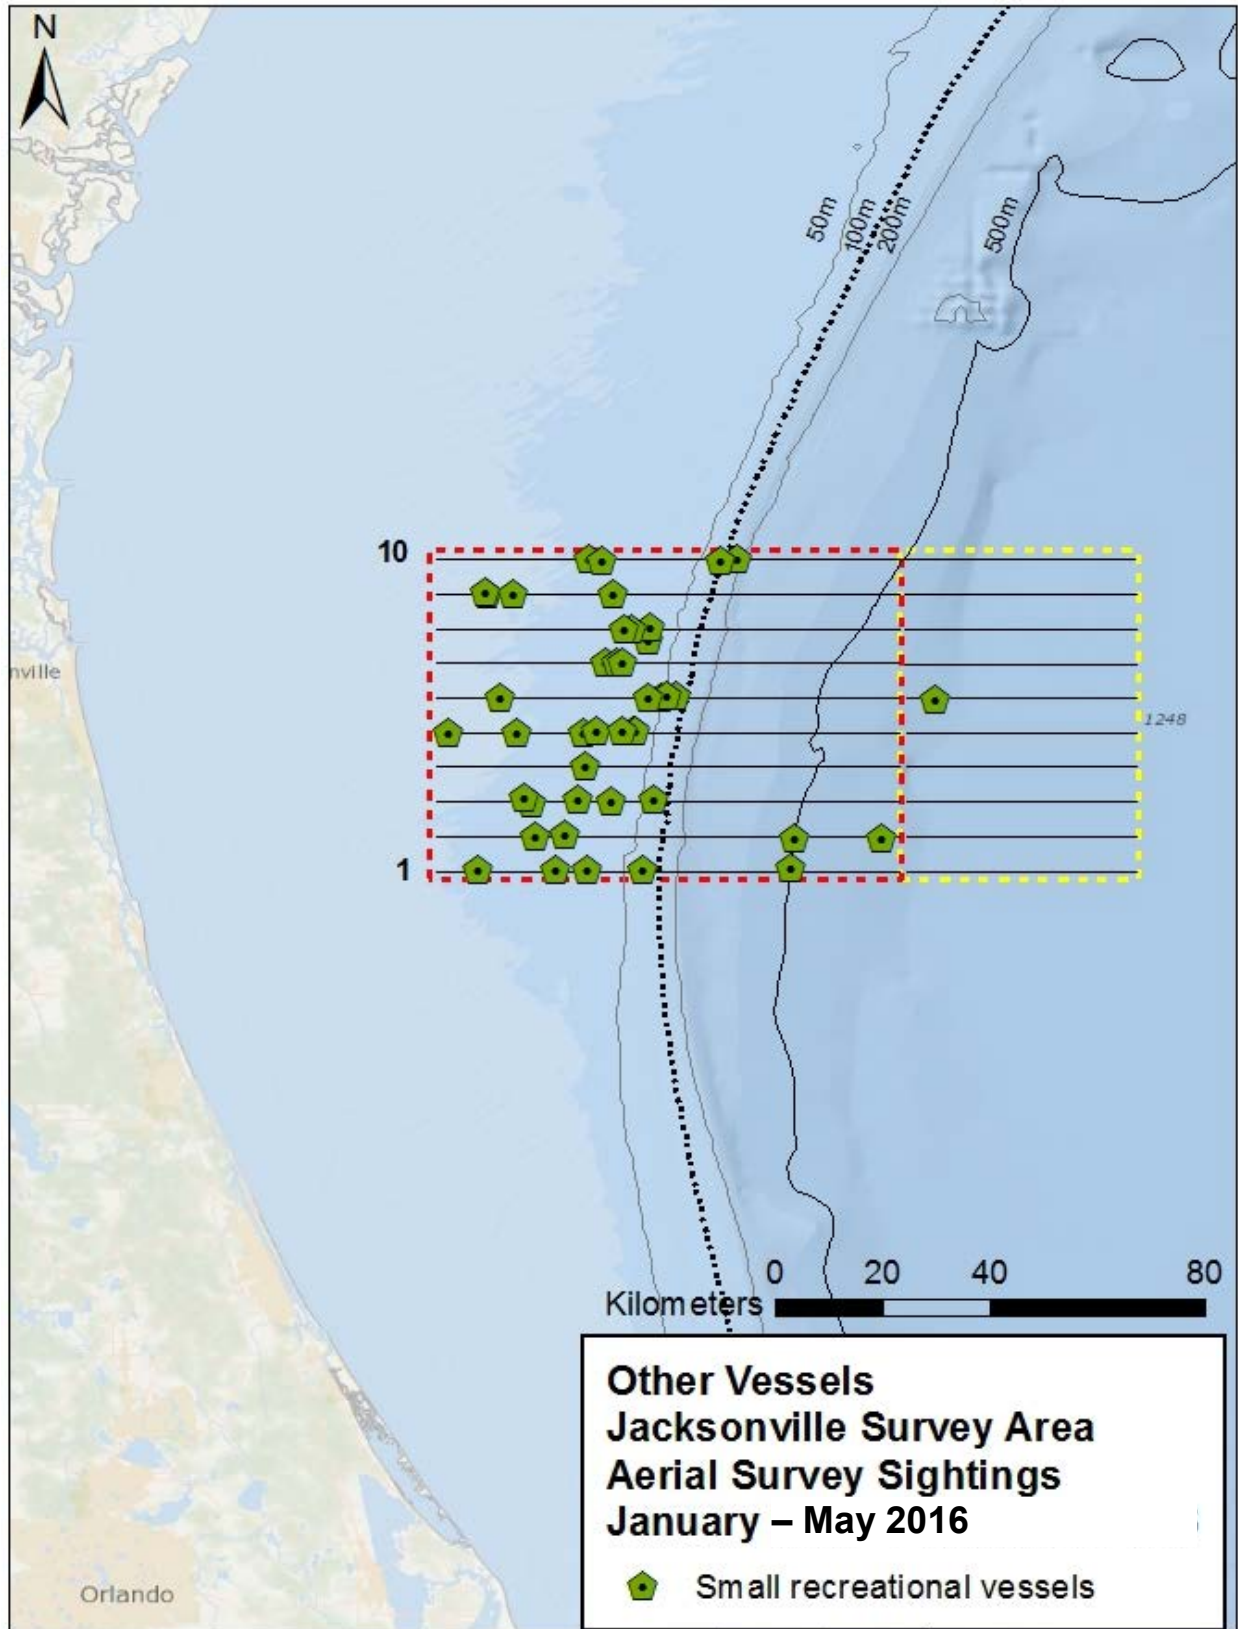 N
50m
100m
200m
500m
10
nville
1248
1
0 20 40 80
Kilometers
Other Vessels
Jacksonville Survey Area
Aerial Survey Sightings
January – May 2016
Small recreational vessels
Orlando